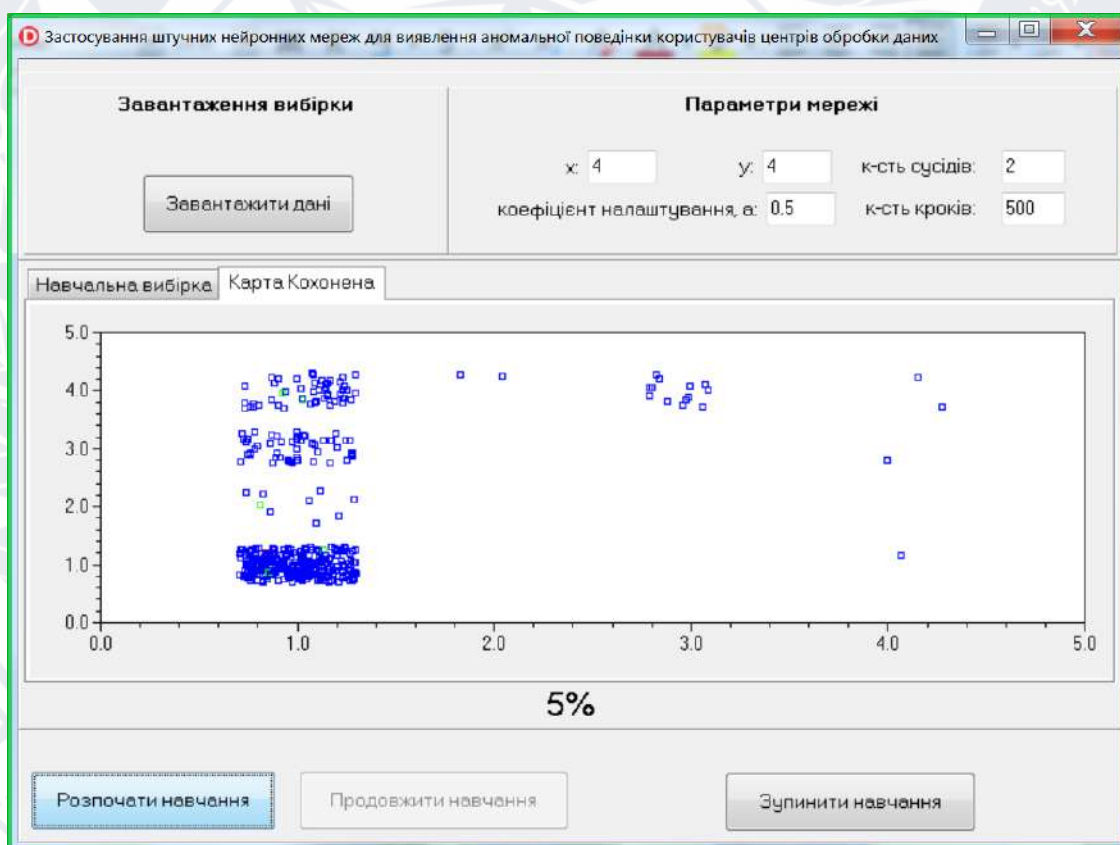 Застосування штучних нейронних мереж для виявлення аномальної поведінки користувачів центрів обробки даних
Завантаження вибірки
Параметри мережі
x: 4 y: 4 к-сть сусідів: 2
Завантажити дані
коефіцієнт налаштування, a: 0.5 к-сть кроків: 500
Навчальна вибірка Карта Кохонена
5.0
4.0
3.0
2.0
1.0
0.0
0.0 1.0 2.0 3.0 4.0 5.0
5%
Розпочати навчання Продовжити навчання Зупинити навчання